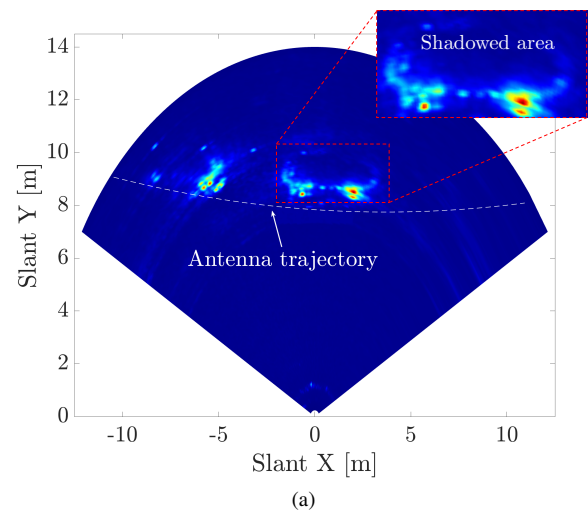 Shadowed area
14
12
10
8
6
4
2
0
Slant Y [m]
Antenna trajectory
-10 -5 0 5 10
Slant X [m]
(a)